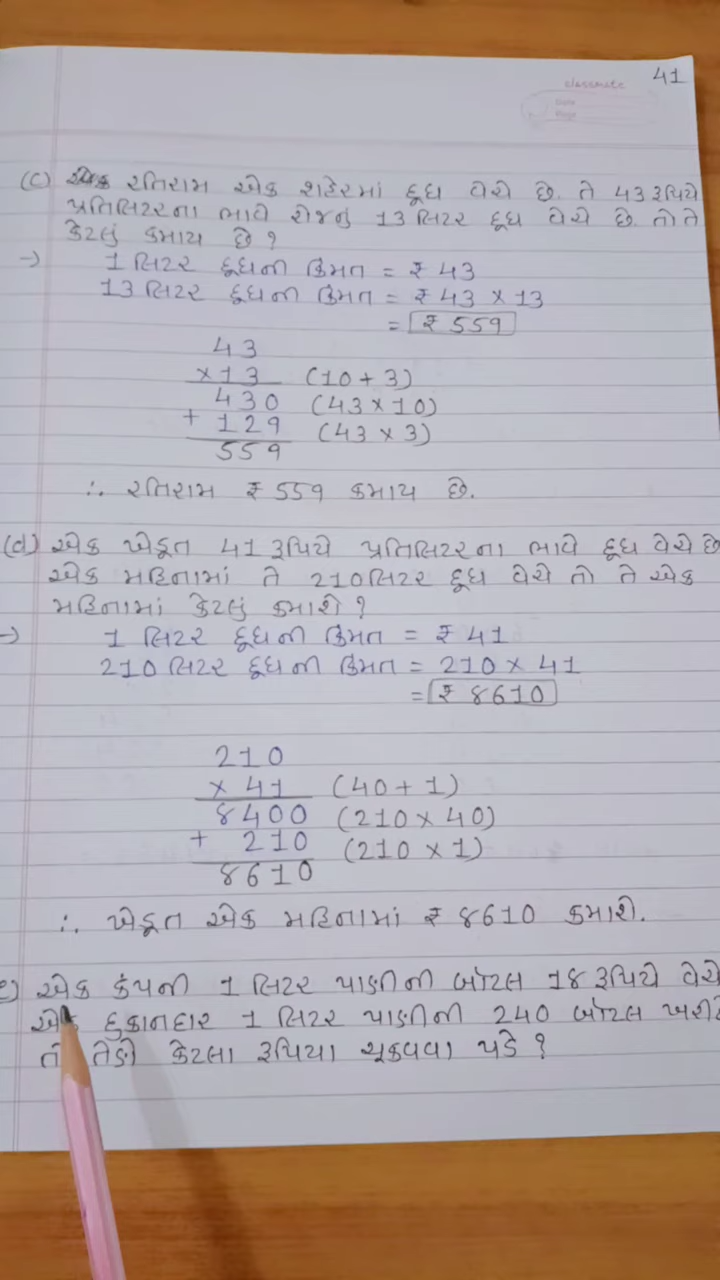 41
classmate
Date
Page
(c) રતિરામ એક શહેરમાં દૂધ વેચે છે. તે 43 રૂપિયે
પ્રતિલિટરના ભાવે રોજનું 13 લિટર દૂધ વેચે છે. તો તે
કેટલું કમાય છે ?
→ 1 લિટર દૂધની કિંમત = ₹ 43
13 લિટર દૂધની કિંમત = ₹ 43 × 13
= ₹ 559
43
× 13 (10 + 3)
430 (43 × 10)
+ 129 (43 × 3)
559
∴ રતિરામ ₹ 559 કમાય છે.
(d) એક ખેડૂત 41 રૂપિયે પ્રતિલિટરના ભાવે દૂધ વેચે છે
એક મહિનામાં તે 210 લિટર દૂધ વેચે તો તે એક
મહિનામાં કેટલું કમાશે ?
→ 1 લિટર દૂધની કિંમત = ₹ 41
210 લિટર દૂધની કિંમત = 210 × 41
= ₹ 8610
210
× 41 (40 + 1)
8400 (210 × 40)
+ 210 (210 × 1)
8610
∴ ખેડૂત એક મહિનામાં ₹ 8610 કમાશે.
એક કંપની 1 લિટર પાણીની બોટલ 18 રૂપિયે વેચે
એક દુકાનદાર 1 લિટર પાણીની 240 બોટલ
કેટલા રૂપિયા ચૂકવવા પડે ?